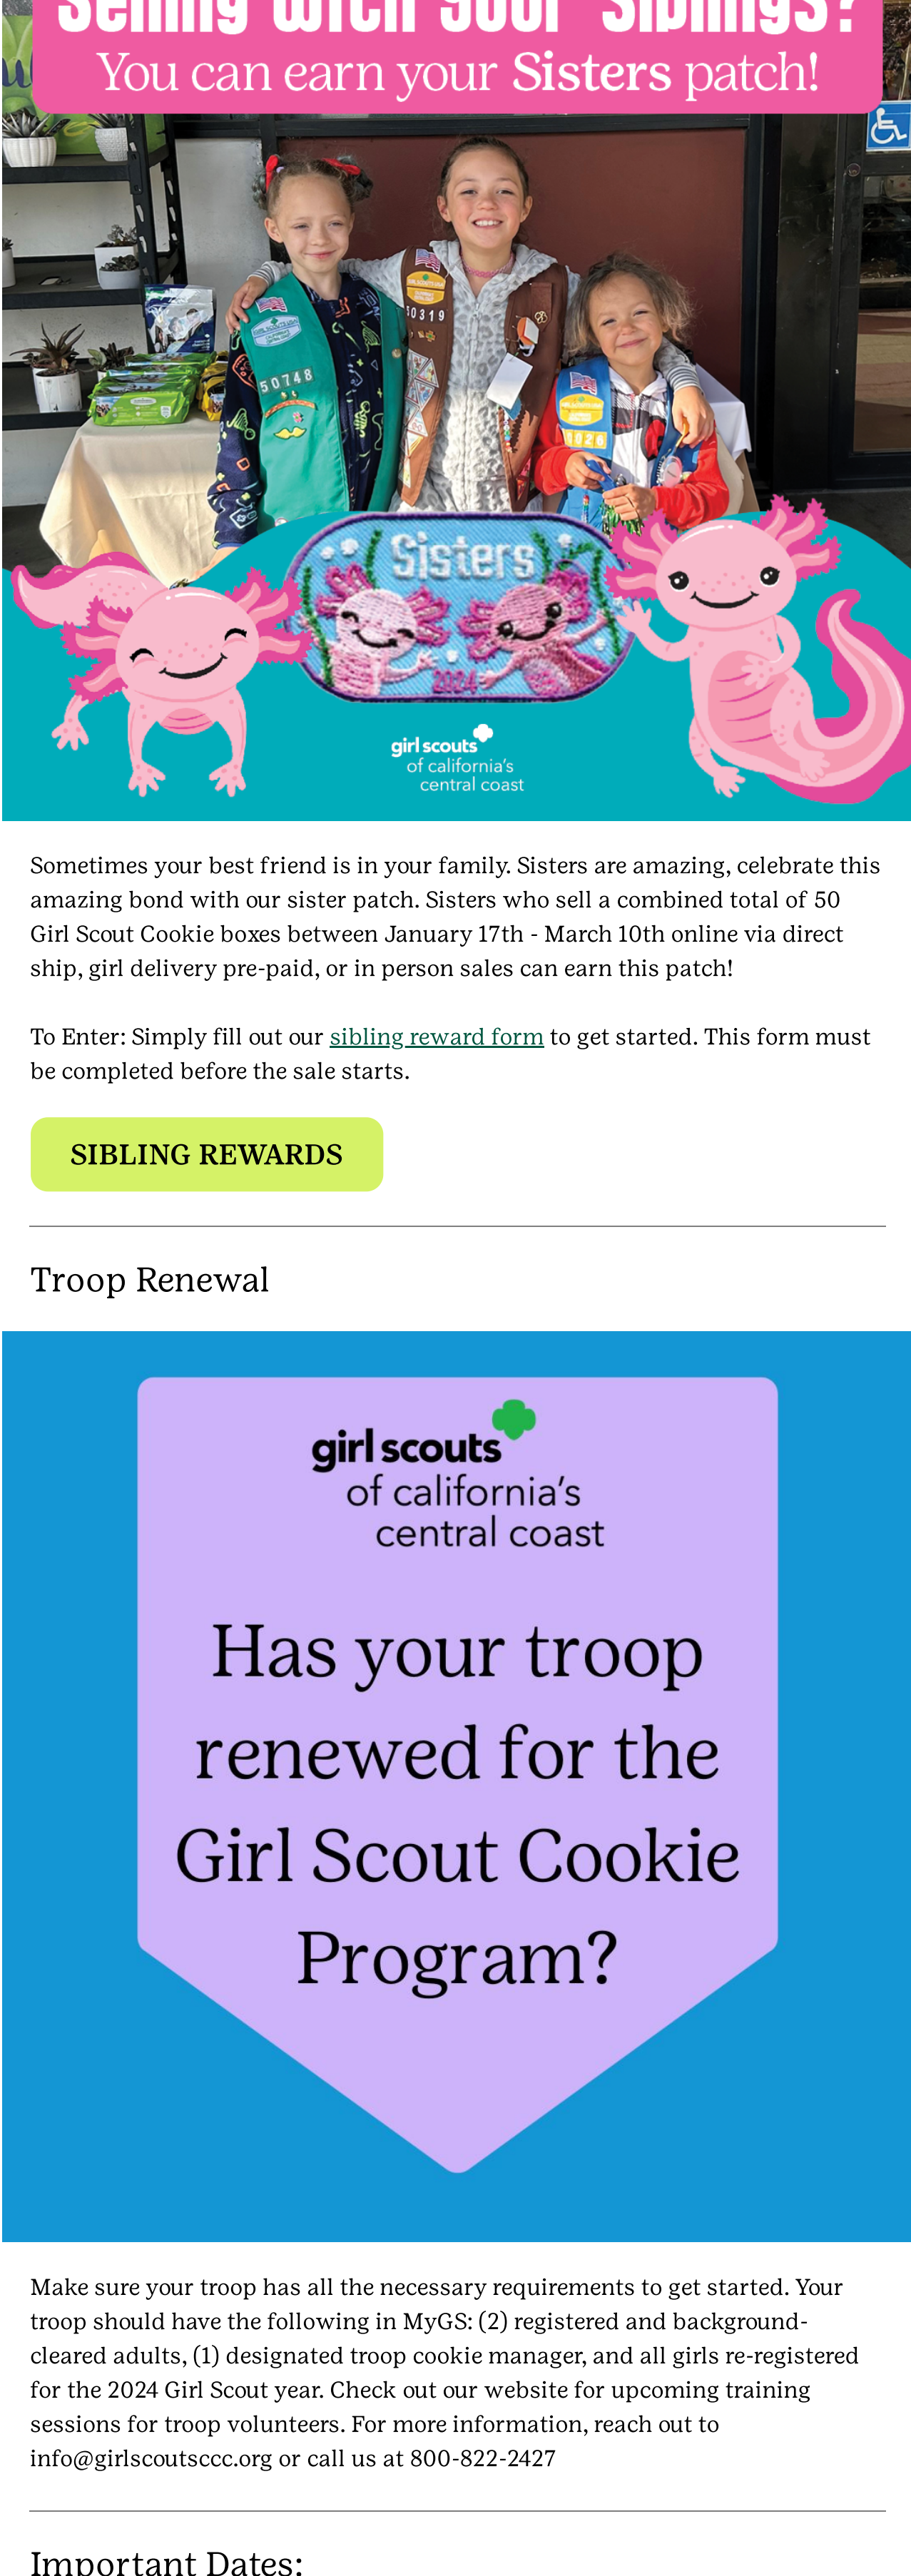 Selling with your Siblings?
You can earn your Sisters patch!
GIRL SCOUTS USA
50748
50319
Sisters
2024
girl scouts
of california's
central coast
Sometimes your best friend is in your family. Sisters are amazing, celebrate this
amazing bond with our sister patch. Sisters who sell a combined total of 50
Girl Scout Cookie boxes between January 17th - March 10th online via direct
ship, girl delivery pre-paid, or in person sales can earn this patch!
To Enter: Simply fill out our sibling reward form to get started. This form must
be completed before the sale starts.
SIBLING REWARDS
Troop Renewal
girl scouts
of california's
central coast
Has your troop
renewed for the
Girl Scout Cookie
Program?
Make sure your troop has all the necessary requirements to get started. Your
troop should have the following in MyGS: (2) registered and background-
cleared adults, (1) designated troop cookie manager, and all girls re-registered
for the 2024 Girl Scout year. Check out our website for upcoming training
sessions for troop volunteers. For more information, reach out to
info@girlscoutsccc.org or call us at 800-822-2427
Important Dates: